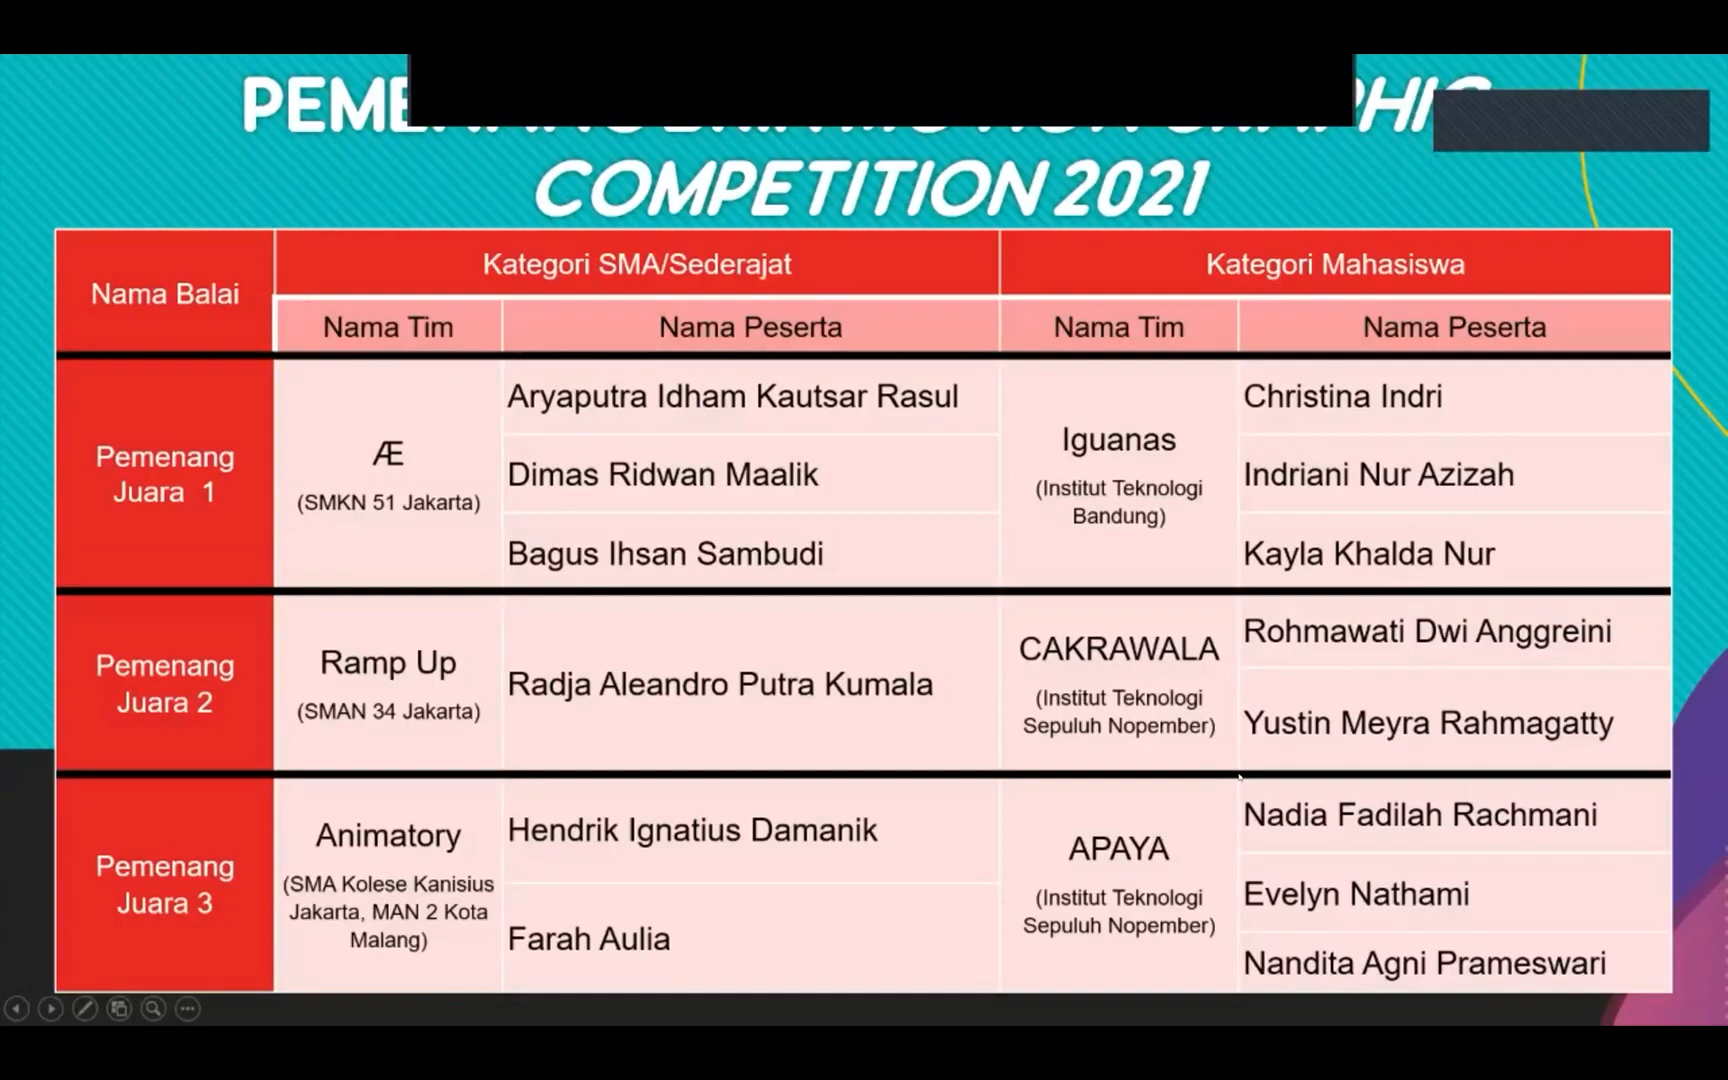 COMPETITION 2021
Nama Balai
Kategori SMA/Sederajat
Kategori Mahasiswa
Nama Tim
Nama Peserta
Nama Tim
Nama Peserta
Pemenang
Juara 1
Æ
(SMKN 51 Jakarta)
Aryaputra Idham Kautsar Rasul
Dimas Ridwan Maalik
Bagus Ihsan Sambudi
Iguanas
(Institut Teknologi
Bandung)
Christina Indri
Indriani Nur Azizah
Kayla Khalda Nur
Pemenang
Juara 2
Ramp Up
(SMAN 34 Jakarta)
Radja Aleandro Putra Kumala
CAKRAWALA
(Institut Teknologi
Sepuluh Nopember)
Rohmawati Dwi Anggreini
Yustin Meyra Rahmagatty
Pemenang
Juara 3
Animatory
(SMA Kolese Kanisius
Jakarta, MAN 2 Kota
Malang)
Hendrik Ignatius Damanik
Farah Aulia
APAYA
(Institut Teknologi
Sepuluh Nopember)
Nadia Fadilah Rachmani
Evelyn Nathami
Nandita Agni Prameswari